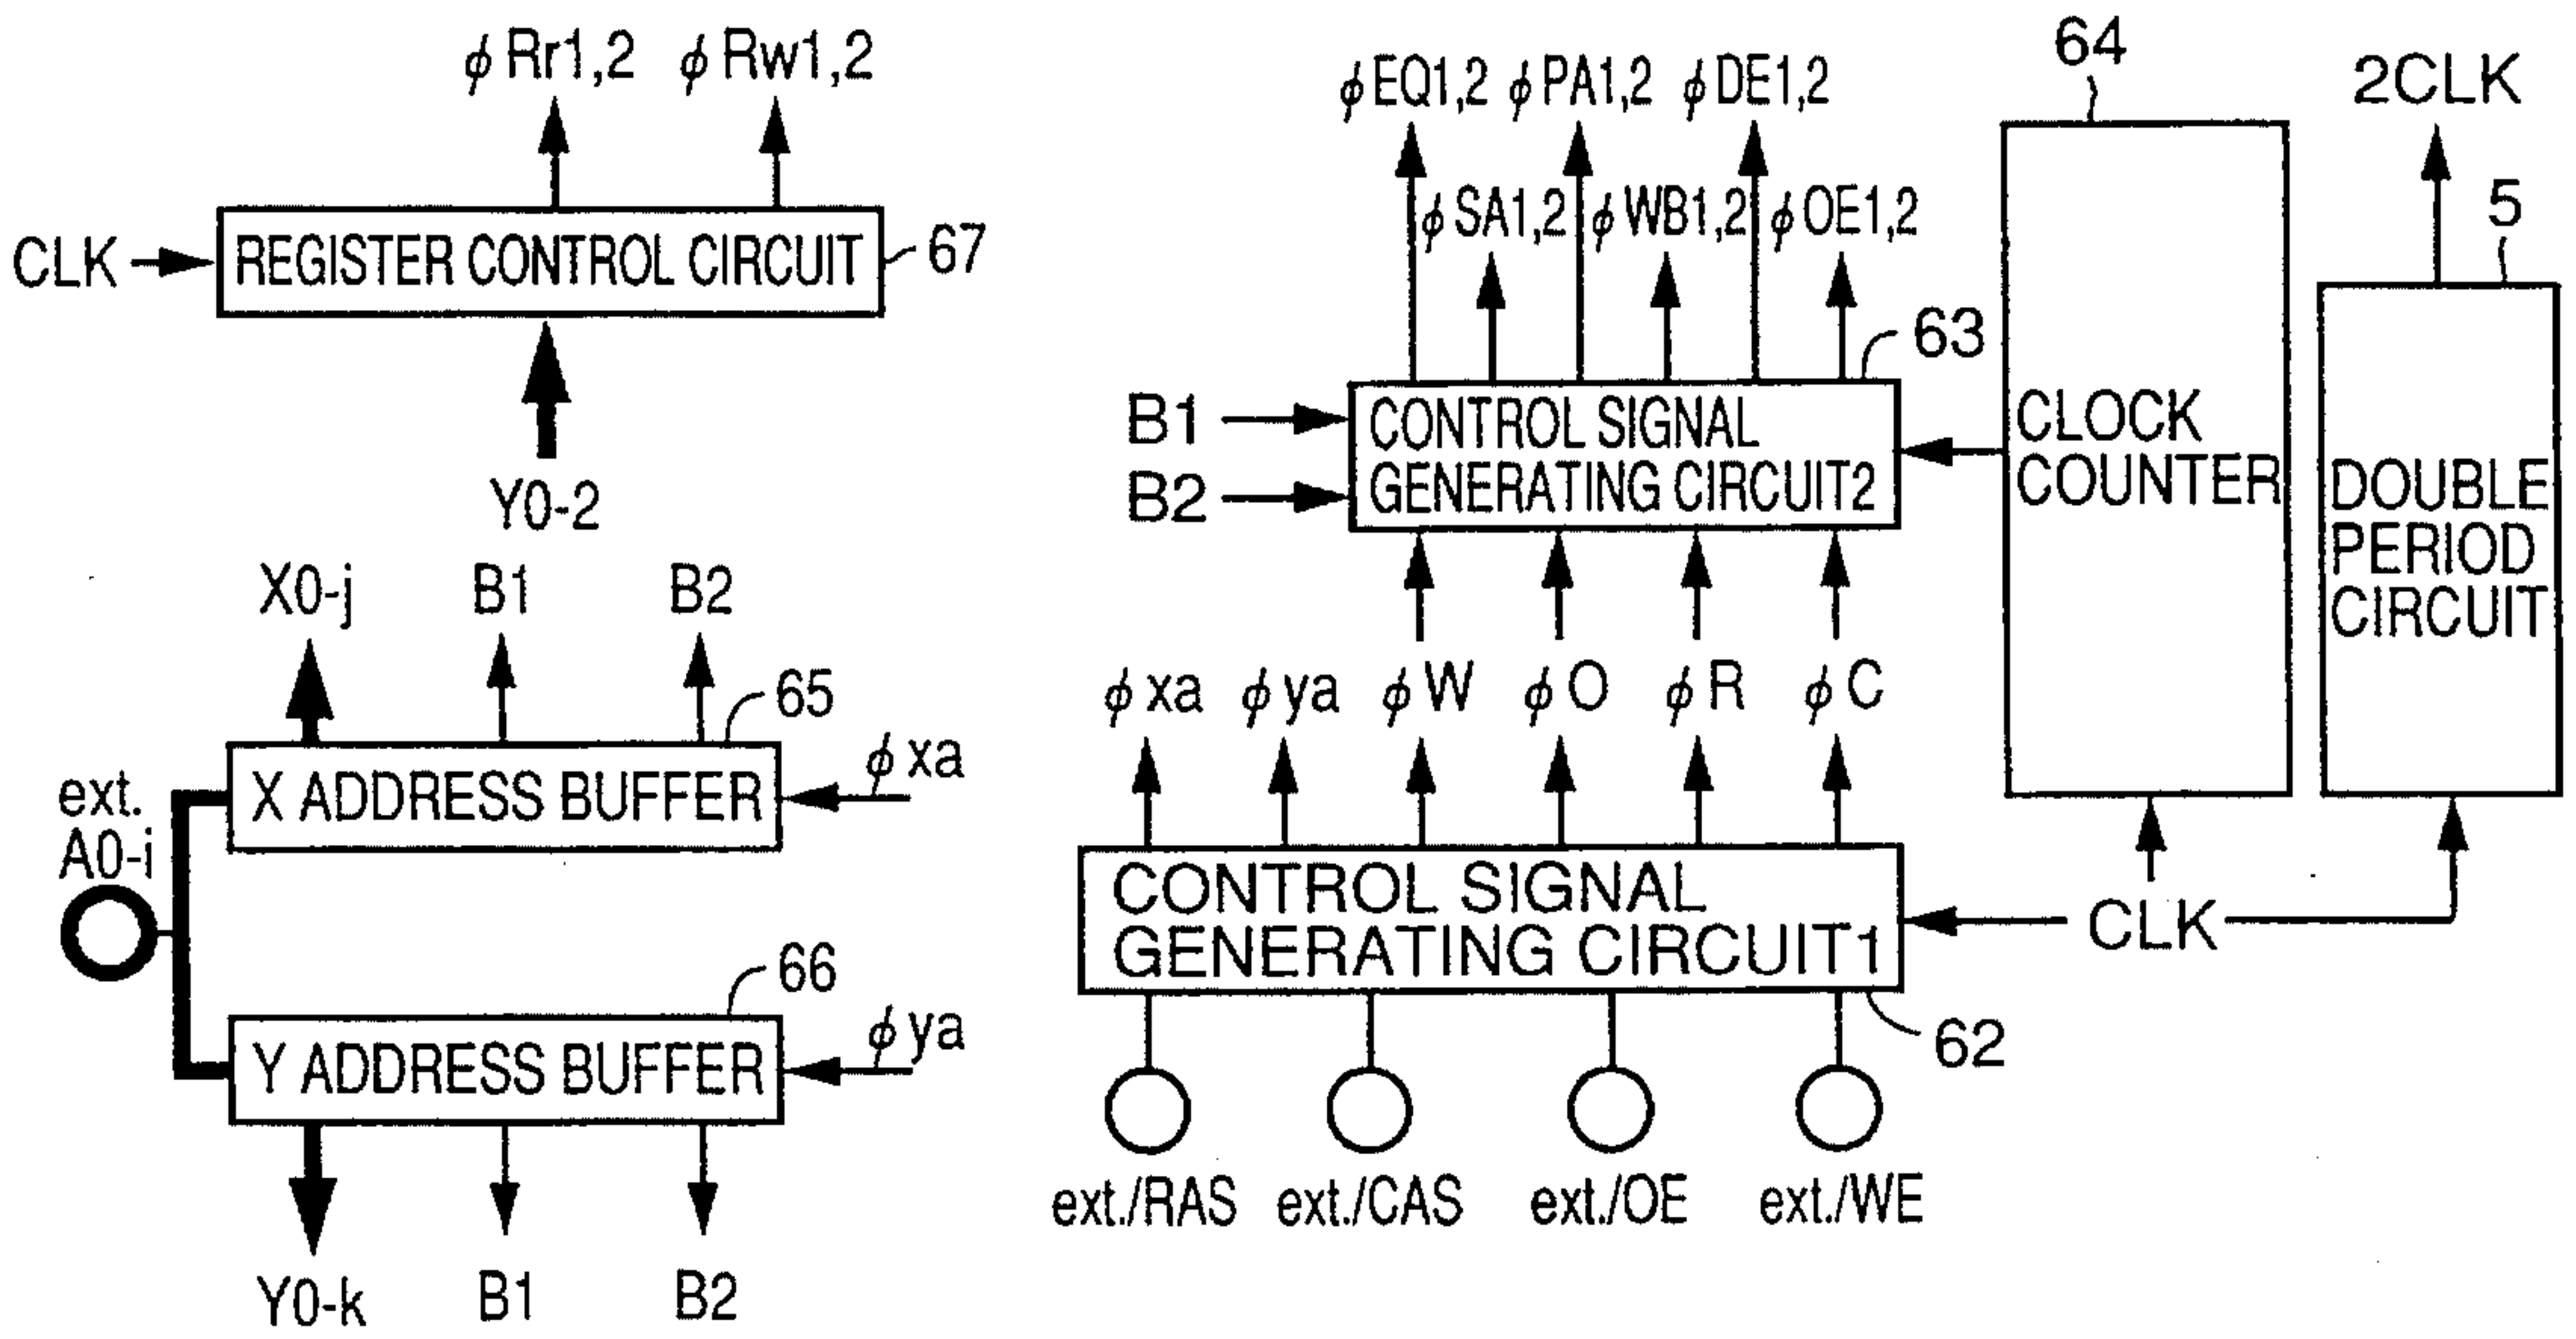 φRr1,2 φRw1,2
CLK
REGISTER CONTROL CIRCUIT
67
Y0-2
X0-j B1 B2
65
X ADDRESS BUFFER
φxa
ext.
A0-i
66
Y ADDRESS BUFFER
φya
Y0-k B1 B2
φEQ1,2 φPA1,2 φDE1,2
φSA1,2 φWB1,2 φOE1,2
63
B1
B2
CONTROL SIGNAL
GENERATING CIRCUIT2
64
CLOCK
COUNTER
2CLK
5
DOUBLE
PERIOD
CIRCUIT
φxa φya φW φO φR φC
CONTROL SIGNAL
GENERATING CIRCUIT1
CLK
62
ext./RAS ext./CAS ext./OE ext./WE